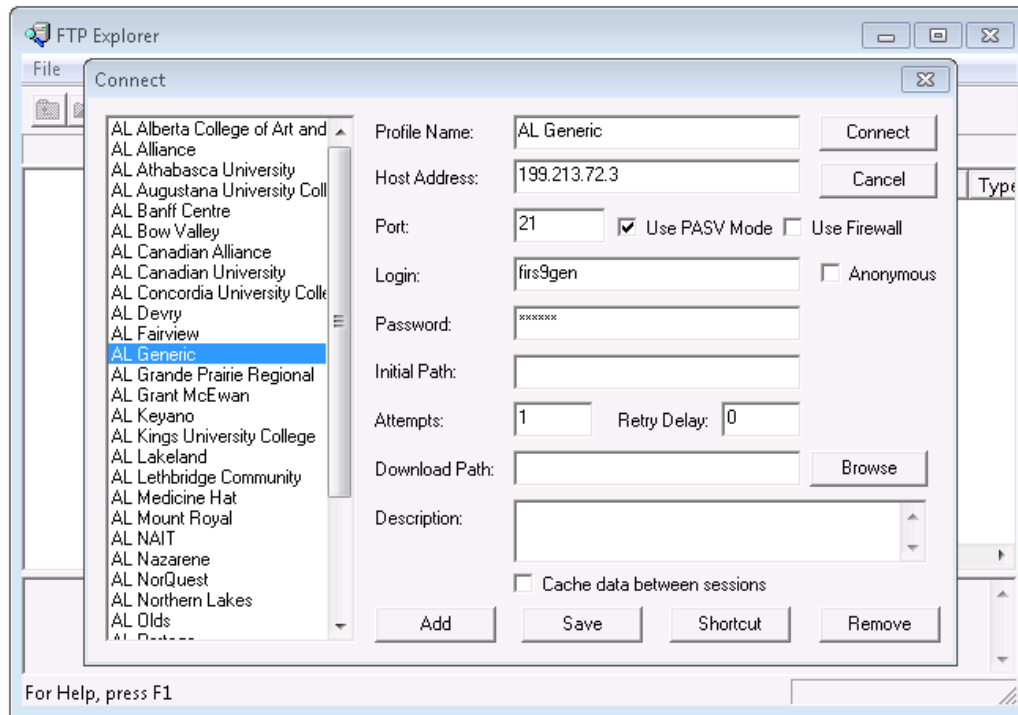 FTP Explorer
File
Connect
AL Alberta College of Art and
AL Alliance
AL Athabasca University
AL Augustana University Coll
AL Banff Centre
AL Bow Valley
AL Canadian Alliance
AL Canadian University
AL Concordia University Colle
AL Devry
AL Fairview
AL Generic
AL Grande Prairie Regional
AL Grant McEwan
AL Keyano
AL Kings University College
AL Lakeland
AL Lethbridge Community
AL Medicine Hat
AL Mount Royal
AL NAIT
AL Nazarene
AL NorQuest
AL Northern Lakes
AL Olds
Profile Name: AL Generic Connect
Host Address: 199.213.72.3 Cancel
Port: 21 Use PASV Mode Use Firewall
Login: firs9gen Anonymous
Password: ××××××
Initial Path:
Attempts: 1 Retry Delay: 0
Download Path: Browse
Description:
Cache data between sessions
Add Save Shortcut Remove
Type
For Help, press F1